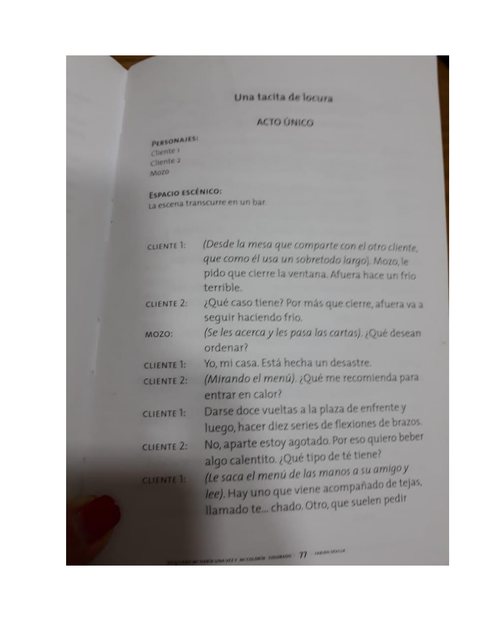 Una tacita de locura
ACTO ÚNICO
PERSONAJES:
Cliente 1
Cliente 2
Mozo
ESPACIO ESCÉNICO:
La escena transcurre en un bar.
CLIENTE 1: (Desde la mesa que comparte con el otro cliente,
que como él usa un sobretodo largo). Mozo, le
pido que cierre la ventana. Afuera hace un frío
terrible.
CLIENTE 2: ¿Qué caso tiene? Por más que cierre, afuera va a
seguir haciendo frío.
MOZO: (Se les acerca y les pasa las cartas). ¿Qué desean
ordenar?
CLIENTE 1: Yo, mi casa. Está hecha un desastre.
CLIENTE 2: (Mirando el menú). ¿Qué me recomienda para
entrar en calor?
CLIENTE 1: Darse doce vueltas a la plaza de enfrente y
luego, hacer diez series de flexiones de brazos.
CLIENTE 2: No, aparte estoy agotado. Por eso quiero beber
algo calentito. ¿Qué tipo de té tiene?
CLIENTE 1: (Le saca el menú de las manos a su amigo y
lee). Hay uno que viene acompañado de tejas,
llamado te... chado. Otro, que suelen pedir
77